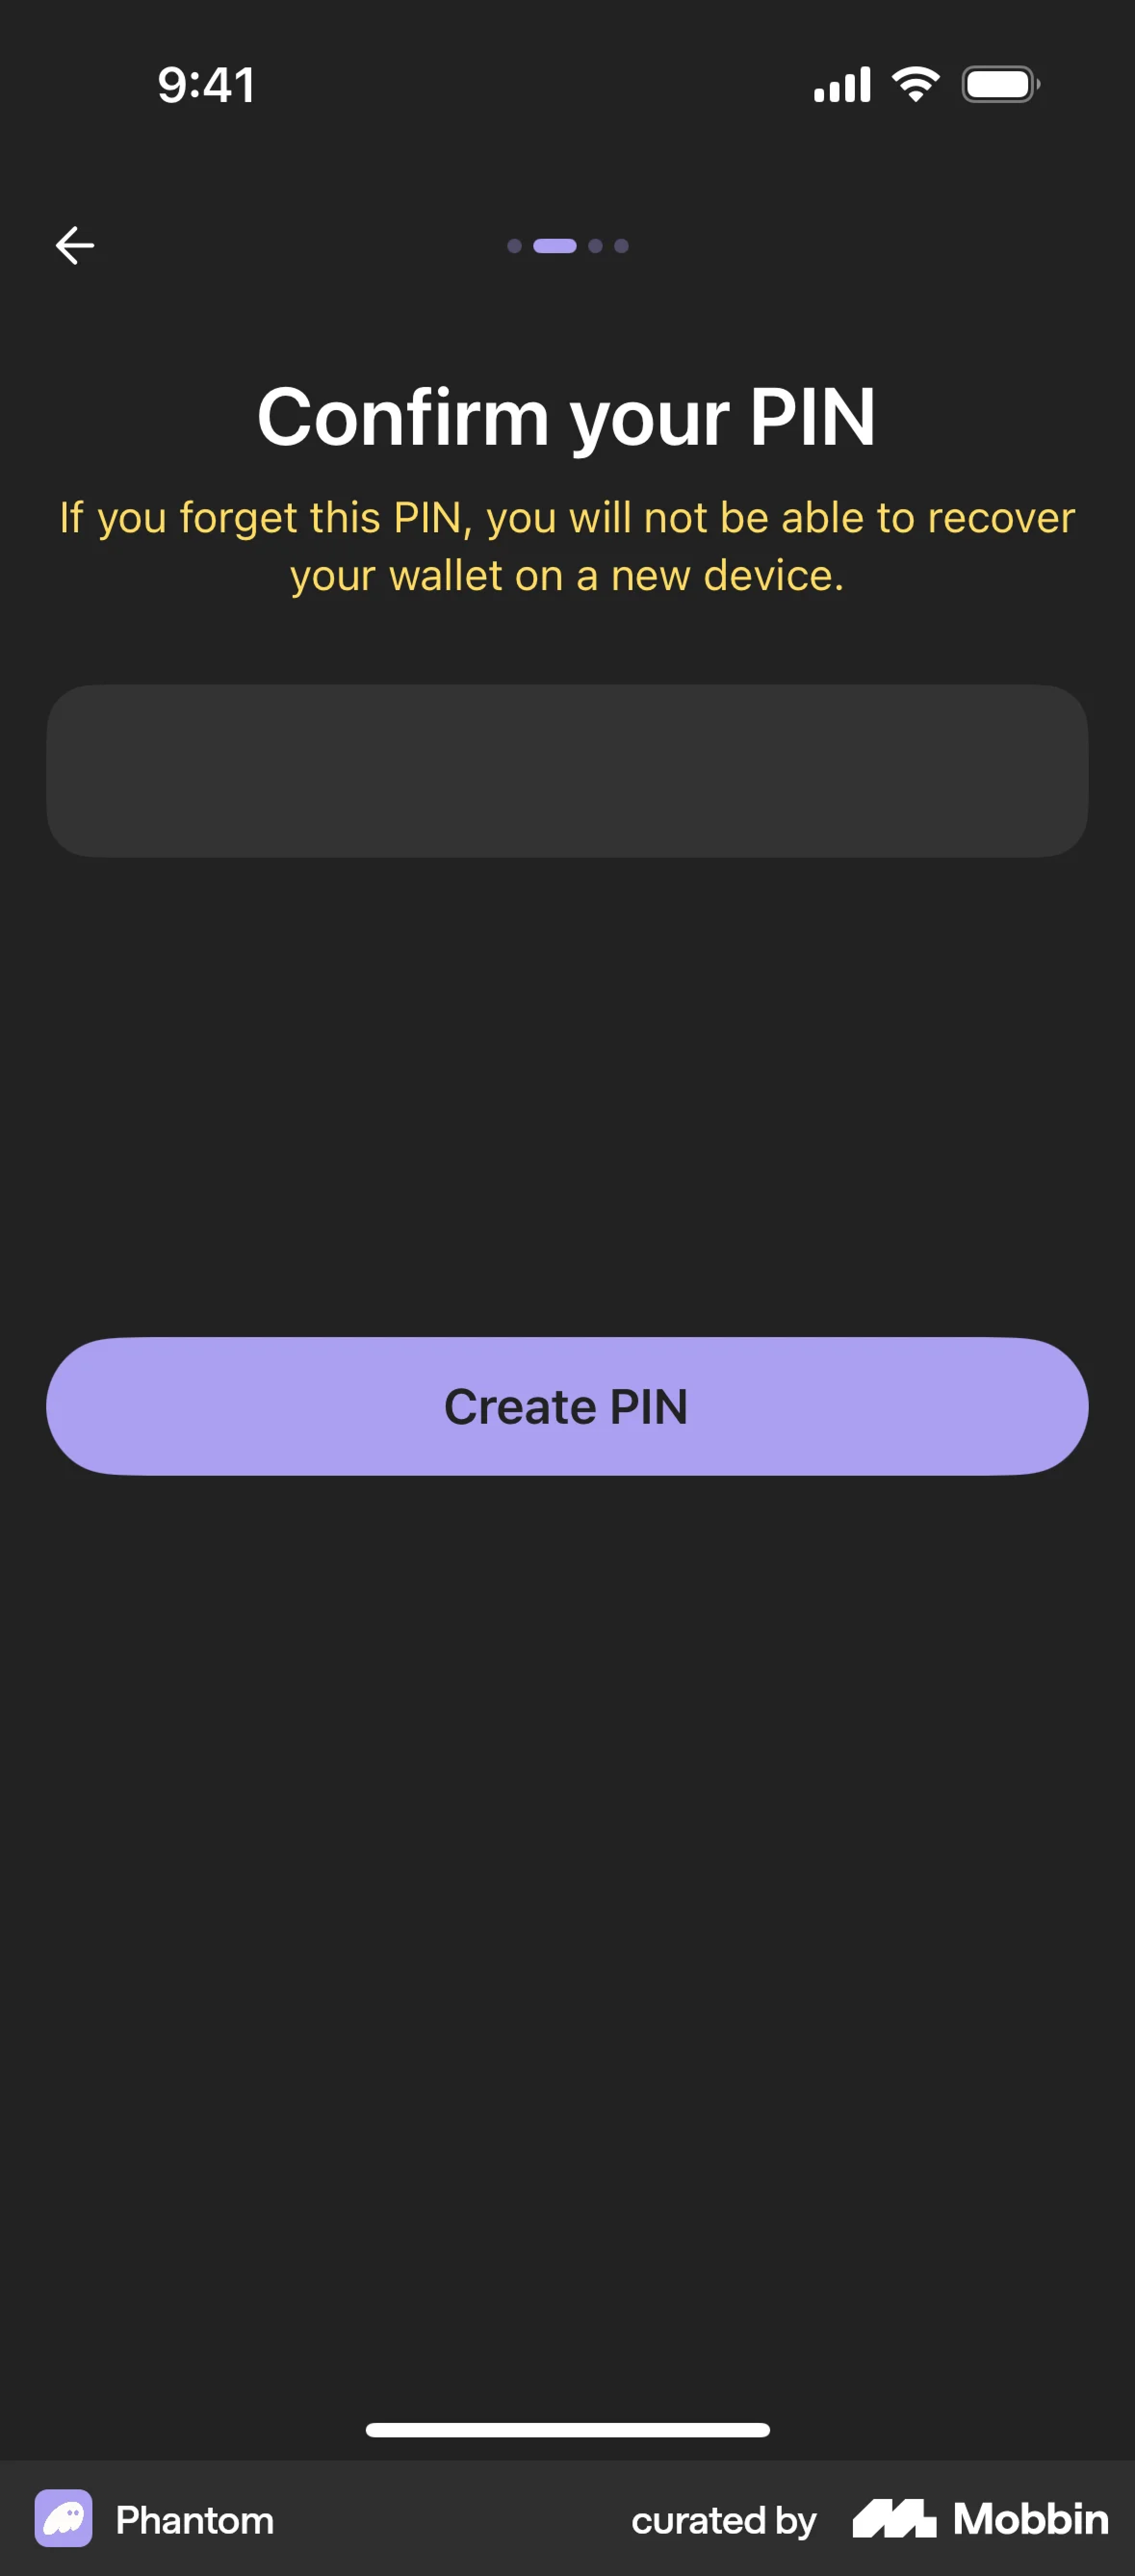 9:41
Confirm your PIN
If you forget this PIN, you will not be able to recover
your wallet on a new device.
Create PIN
Phantom
curated by Mobbin